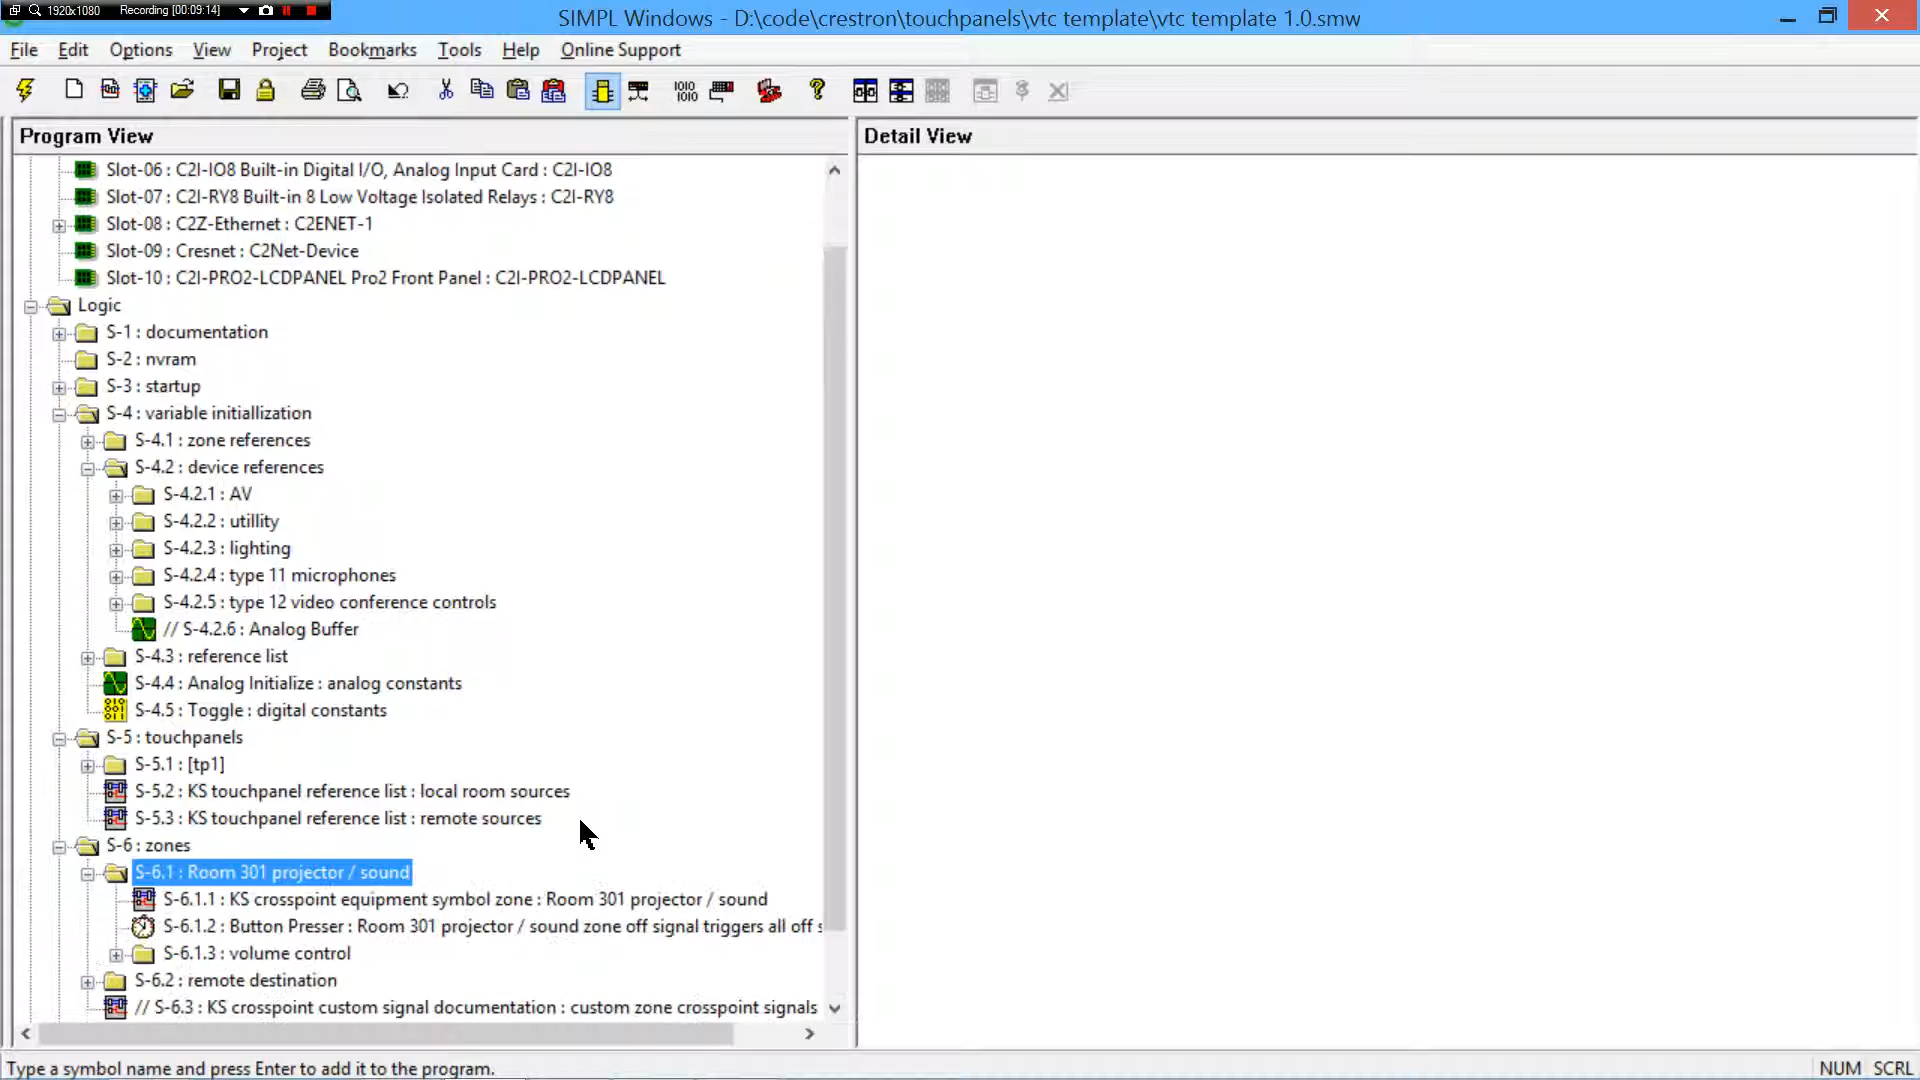 1920x1080 Recording [00:09:14]
SIMPL Windows - D:\code\crestron\touchpanels\vtc template\vtc template 1.0.smw
File Edit Options View Project Bookmarks Tools Help Online Support
Program View
Detail View
Slot-06 : C2I-IO8 Built-in Digital I/O, Analog Input Card : C2I-IO8
Slot-07 : C2I-RY8 Built-in 8 Low Voltage Isolated Relays : C2I-RY8
Slot-08 : C2Z-Ethernet : C2ENET-1
Slot-09 : Cresnet : C2Net-Device
Slot-10 : C2I-PRO2-LCDPANEL Pro2 Front Panel : C2I-PRO2-LCDPANEL
Logic
S-1 : documentation
S-2 : nvram
S-3 : startup
S-4 : variable initiallization
S-4.1 : zone references
S-4.2 : device references
S-4.2.1 : AV
S-4.2.2 : utillity
S-4.2.3 : lighting
S-4.2.4 : type 11 microphones
S-4.2.5 : type 12 video conference controls
// S-4.2.6 : Analog Buffer
S-4.3 : reference list
S-4.4 : Analog Initialize : analog constants
S-4.5 : Toggle : digital constants
S-5 : touchpanels
S-5.1 : [tp1]
S-5.2 : KS touchpanel reference list : local room sources
S-5.3 : KS touchpanel reference list : remote sources
S-6 : zones
S-6.1 : Room 301 projector / sound
S-6.1.1 : KS crosspoint equipment symbol zone : Room 301 projector / sound
S-6.1.2 : Button Presser : Room 301 projector / sound zone off signal triggers all off s
S-6.1.3 : volume control
S-6.2 : remote destination
// S-6.3 : KS crosspoint custom signal documentation : custom zone crosspoint signals
Type a symbol name and press Enter to add it to the program.
NUM SCRL